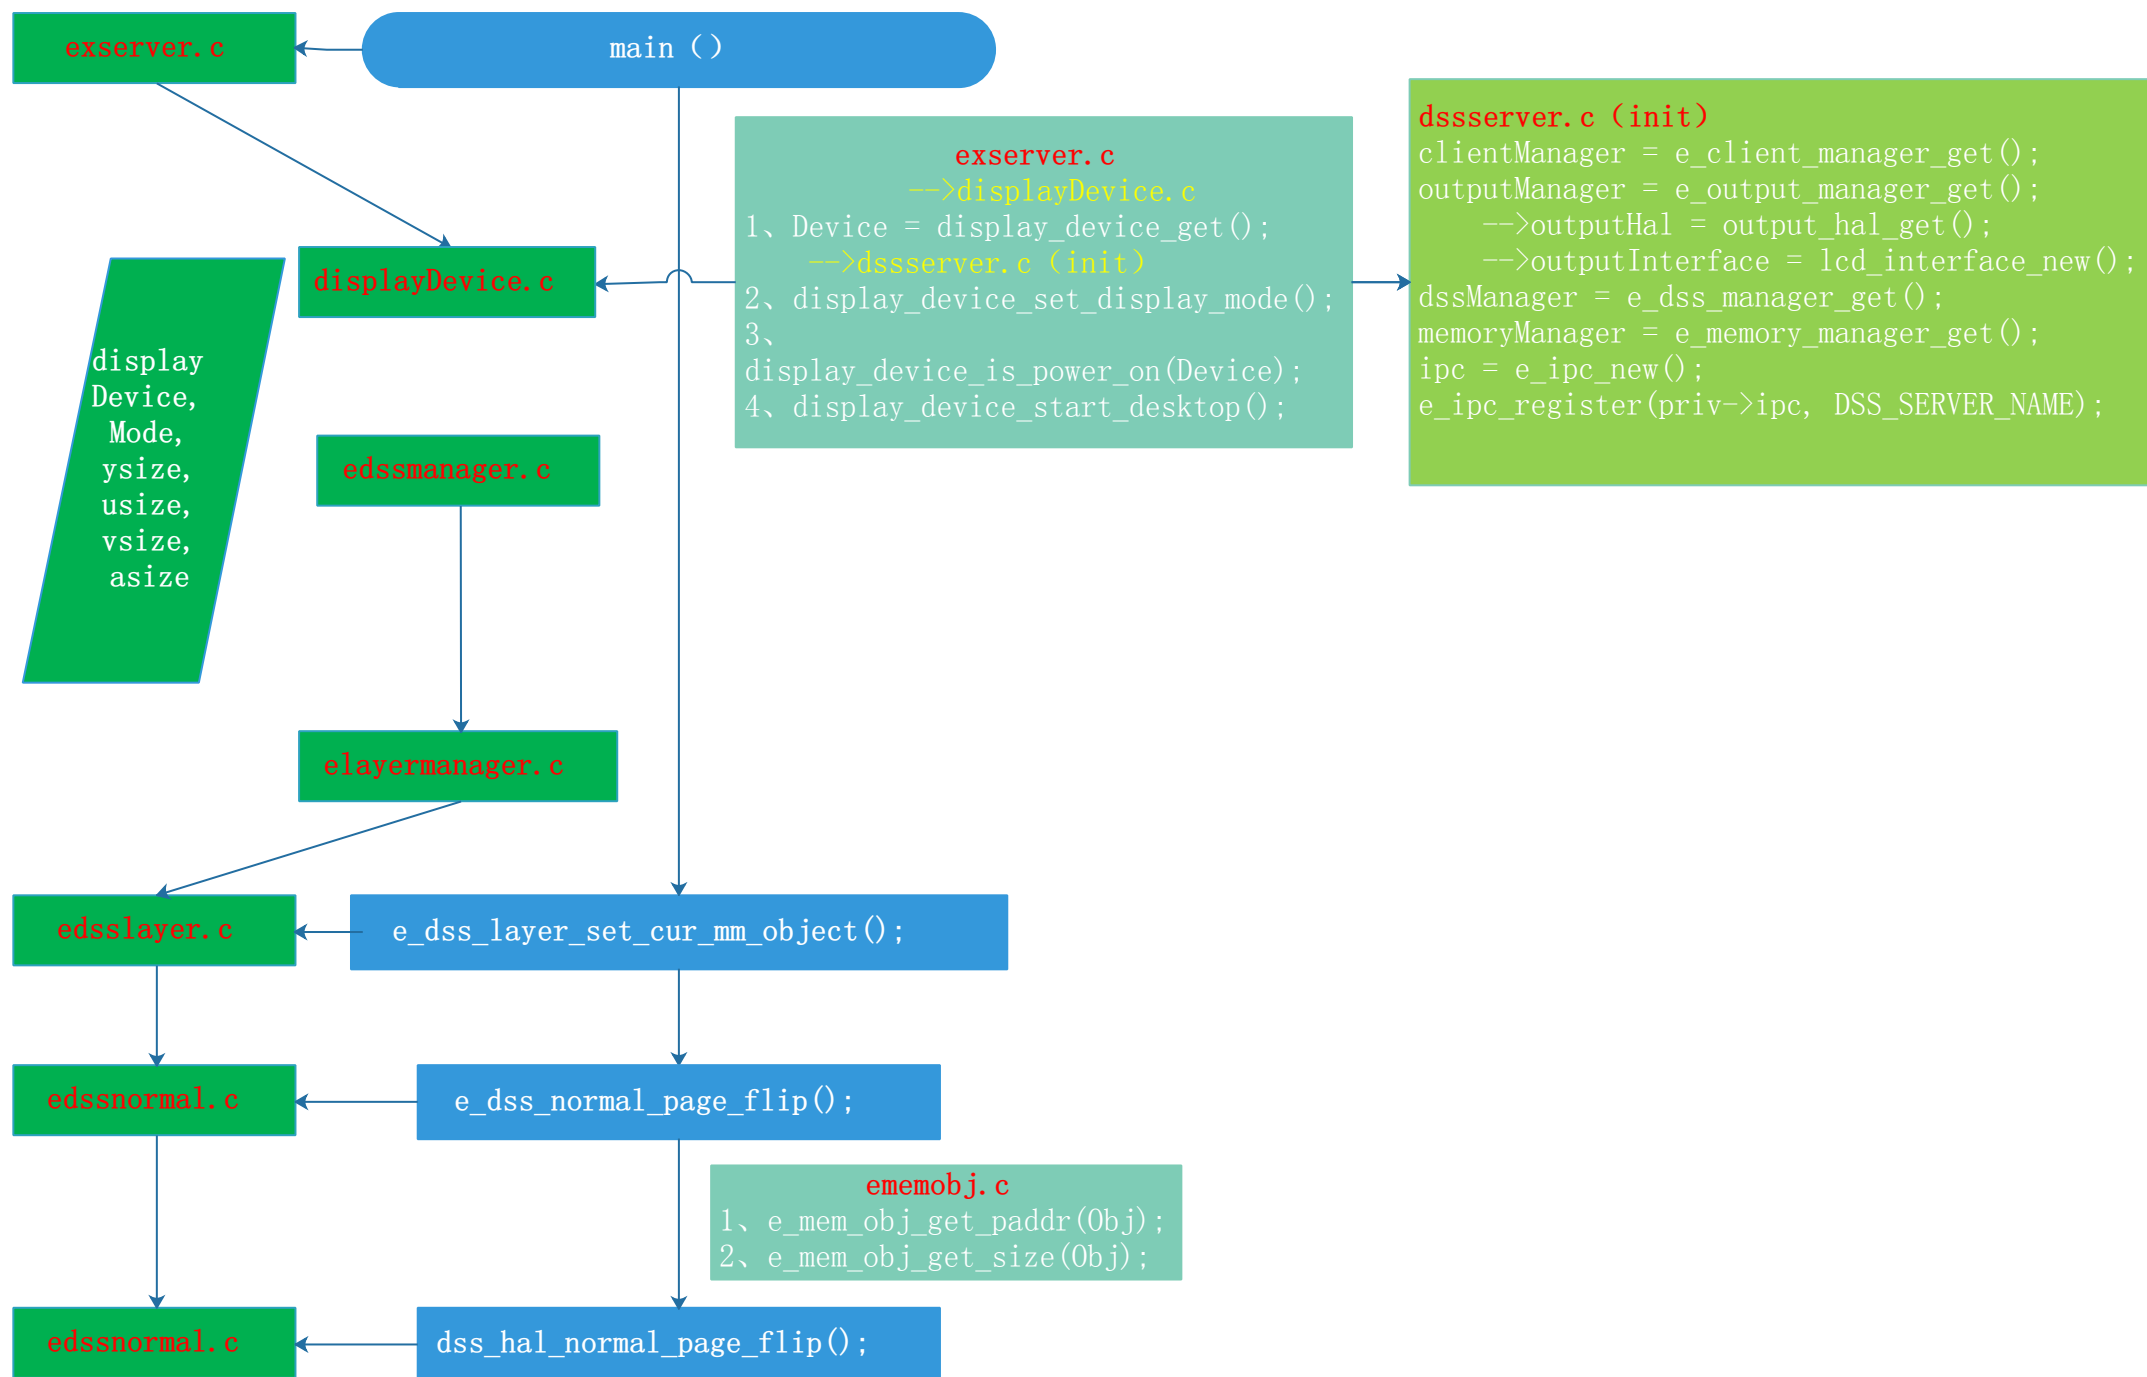 exserver.c
main（）
exserver.c
-->displayDevice.c
1、Device = display_device_get();
-->dssserver.c（init）
2、display_device_set_display_mode();
3、
display_device_is_power_on(Device);
4、display_device_start_desktop();
dssserver.c（init）
clientManager = e_client_manager_get();
outputManager = e_output_manager_get();
-->outputHal = output_hal_get();
-->outputInterface = lcd_interface_new();
dssManager = e_dss_manager_get();
memoryManager = e_memory_manager_get();
ipc = e_ipc_new();
e_ipc_register(priv->ipc, DSS_SERVER_NAME);
displayDevice.c
display
Device,
Mode,
ysize,
usize,
vsize,
asize
edssmanager.c
elayermanager.c
edsslayer.c
e_dss_layer_set_cur_mm_object();
edssnormal.c
e_dss_normal_page_flip();
ememobj.c
1、e_mem_obj_get_paddr(Obj);
2、e_mem_obj_get_size(Obj);
edssnormal.c
dss_hal_normal_page_flip();